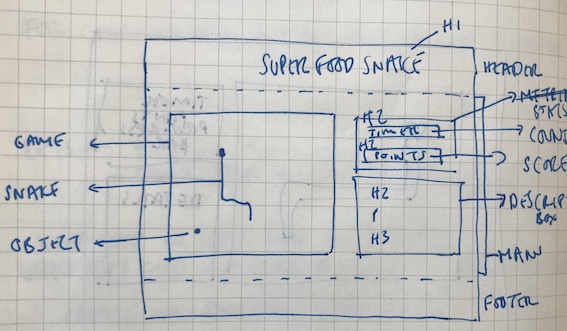 H1
SUPER FOOD SNAKE
HEADER
H2
STATS
TIMER
COUNT
GAME
H2
POINTS
SCORE
SNAKE
H2
DESCRIP
BOX
P
H3
OBJECT
MAIN
FOOTER